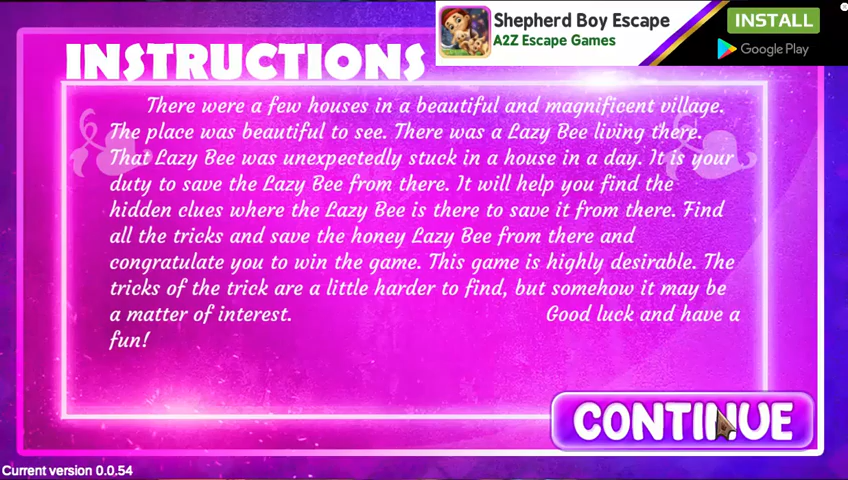 Shepherd Boy Escape
A2Z Escape Games
INSTALL
Google Play
INSTRUCTIONS
There were a few houses in a beautiful and magnificent village.
The place was beautiful to see. There was a Lazy Bee living there.
That Lazy Bee was unexpectedly stuck in a house in a day. It is your
duty to save the Lazy Bee from there. It will help you find the
hidden clues where the Lazy Bee is there to save it from there. Find
all the tricks and save the honey Lazy Bee from there and
congratulate you to win the game. This game is highly desirable. The
tricks of the trick are a little harder to find, but somehow it may be
a matter of interest. Good luck and have a
fun!
CONTINUE
Current version 0.0.54